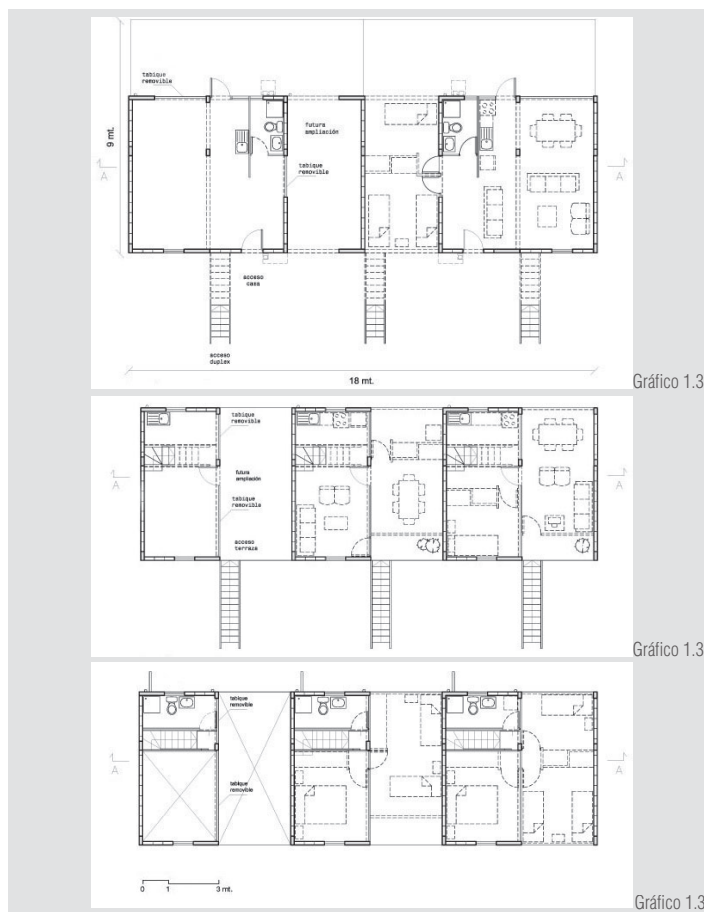 tabique
removible
9 mt.
futura
ampliación
tabique
removible
A
A
acceso
casa
acceso
duplex
18 mt.
Gráfico 1.3
tabique
removible
futura
ampliación
A
A
tabique
removible
acceso
terraza
Gráfico 1.3
tabique
removible
A
A
tabique
removible
0 1 3 mt.
Gráfico 1.3